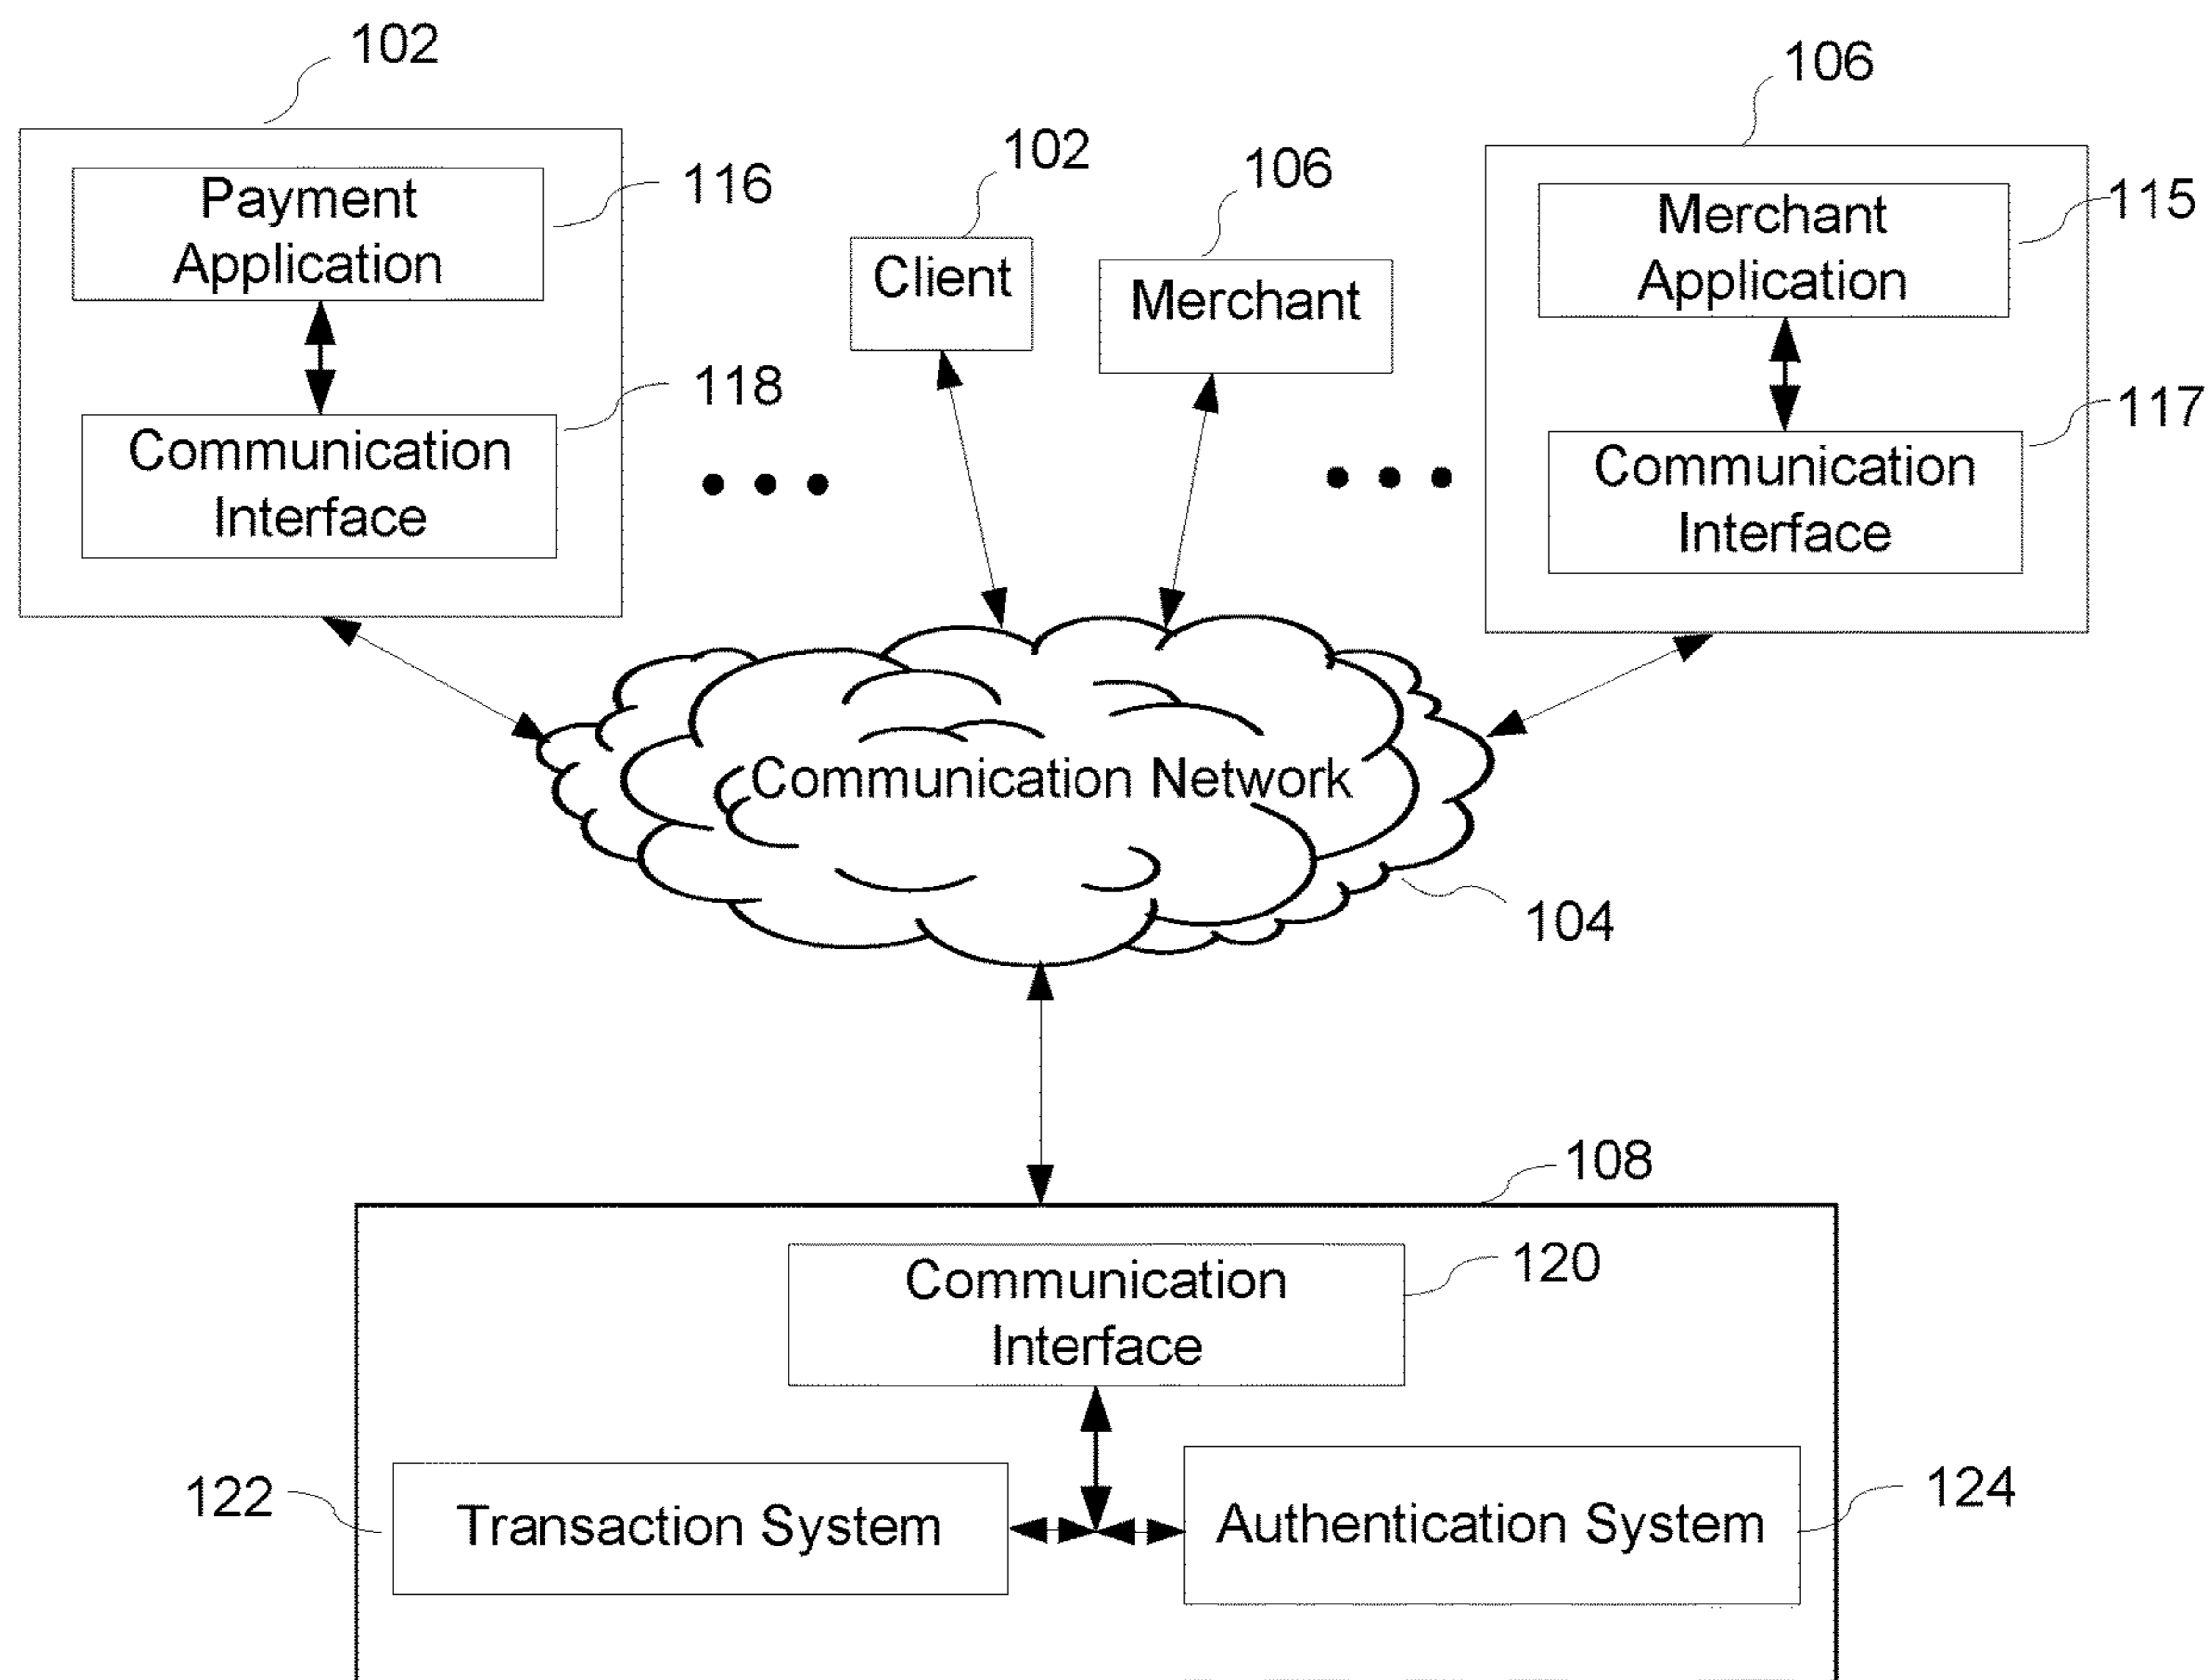 102
Payment
Application
116
Communication
Interface
118
102
Client
106
Merchant
106
Merchant
Application
115
Communication
Interface
117
Communication Network
104
108
Communication
Interface
120
122
Transaction System
Authentication System
124